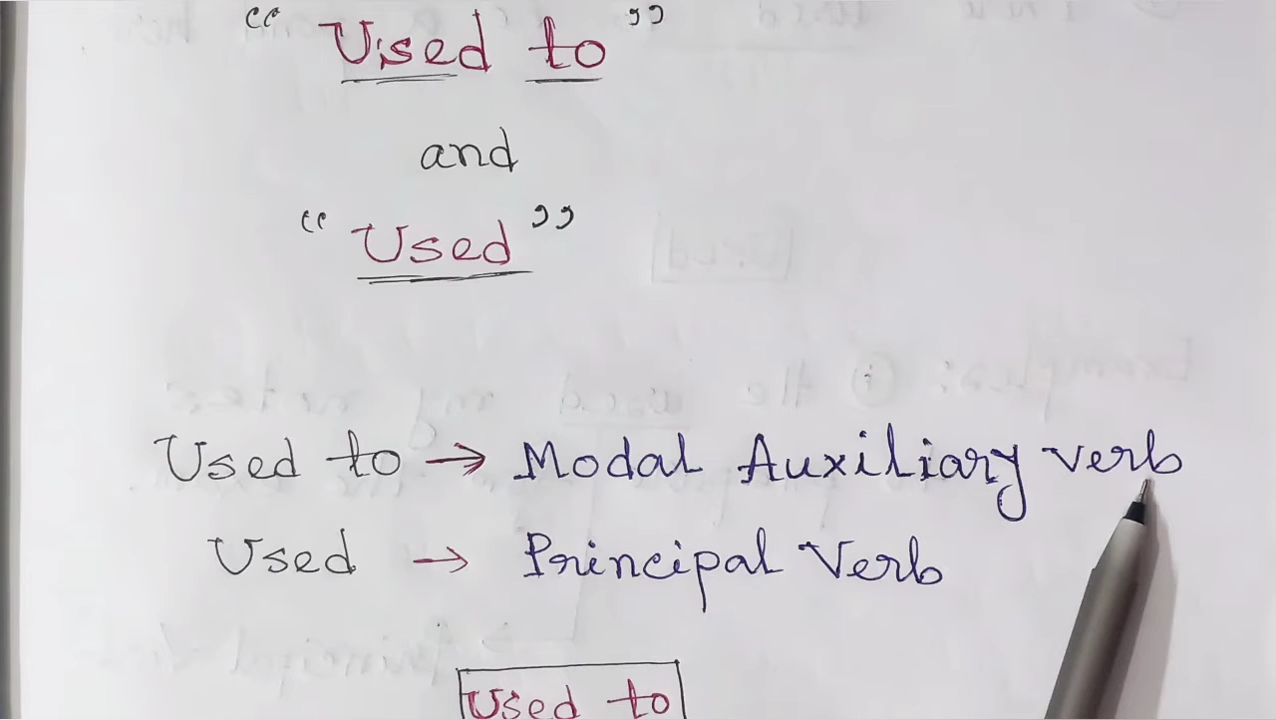 "Used to"
and
"Used"
Used to → Modal Auxiliary verb
Used → Principal Verb
Used to